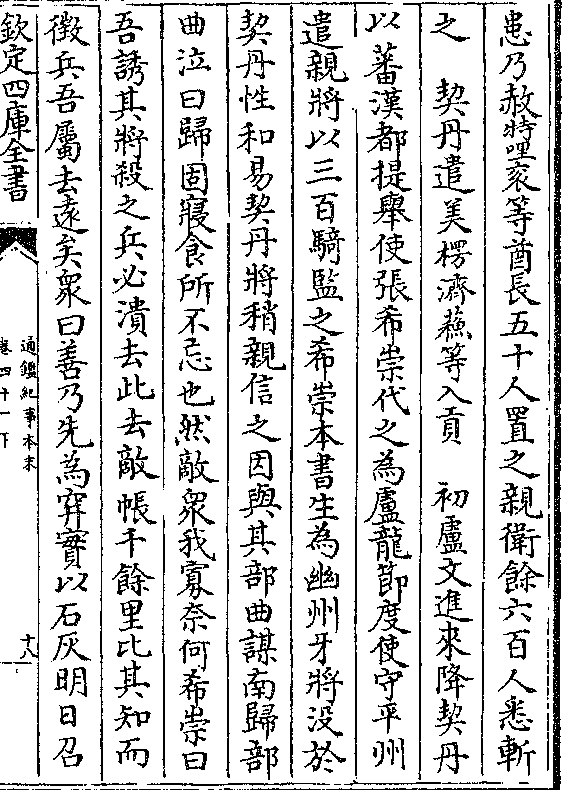 患乃赦特哩衮等酋長五十人置之親衛餘六百人悉斬
之　契丹遣美楞濟蘓等入貢　初盧文進來降契丹
以蕃漢都提舉使張希崇代之為盧龍節度使守平州
遣親將以三百騎監之希崇本書生為幽州牙將沒於
契丹性和易契丹將稍親信之因與其部曲謀南歸部
曲泣曰歸固寢食所不忘也然敵衆我寡奈何希崇曰
吾誘其將殺之兵必潰去此去敵帳千餘里比其知而
徴兵吾屬去遠矣衆曰善乃先為穽實以石灰明日召
欽定四庫全書
通鑑紀事本末
卷四十一下
十八